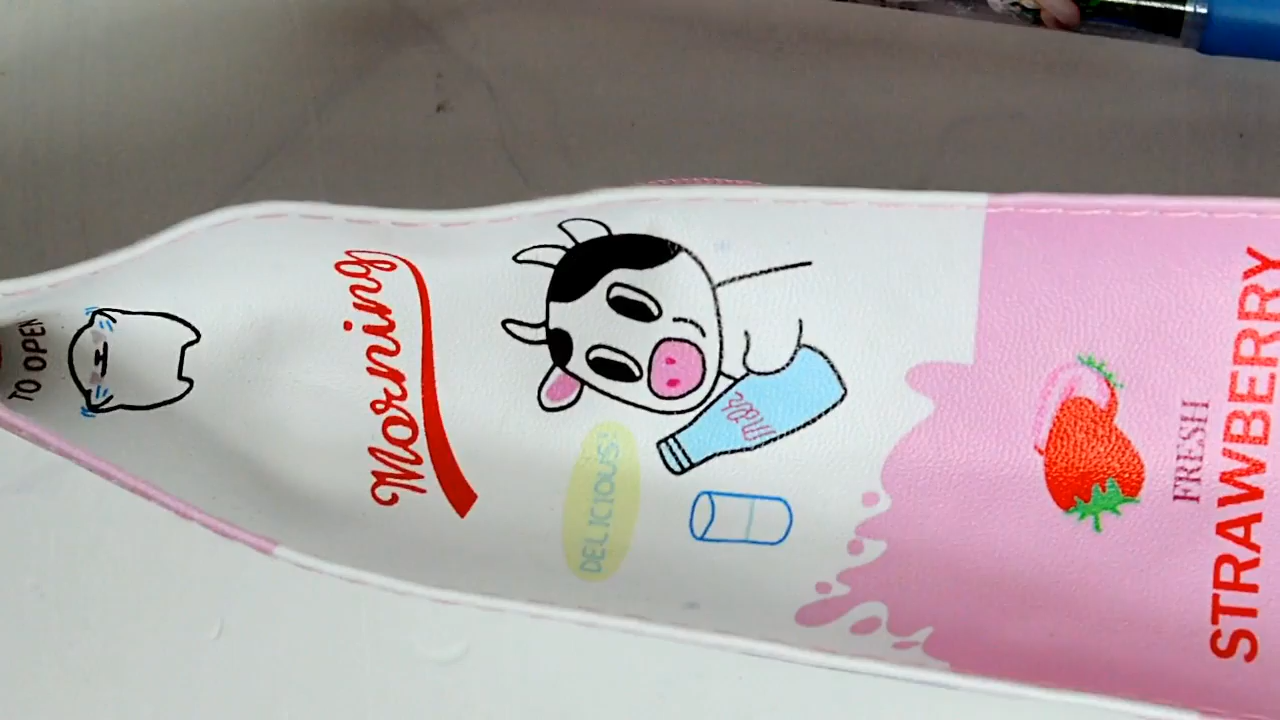 TO OPEN
Morning
milk
DELICIOUS!
FRESH
STRAWBERRY